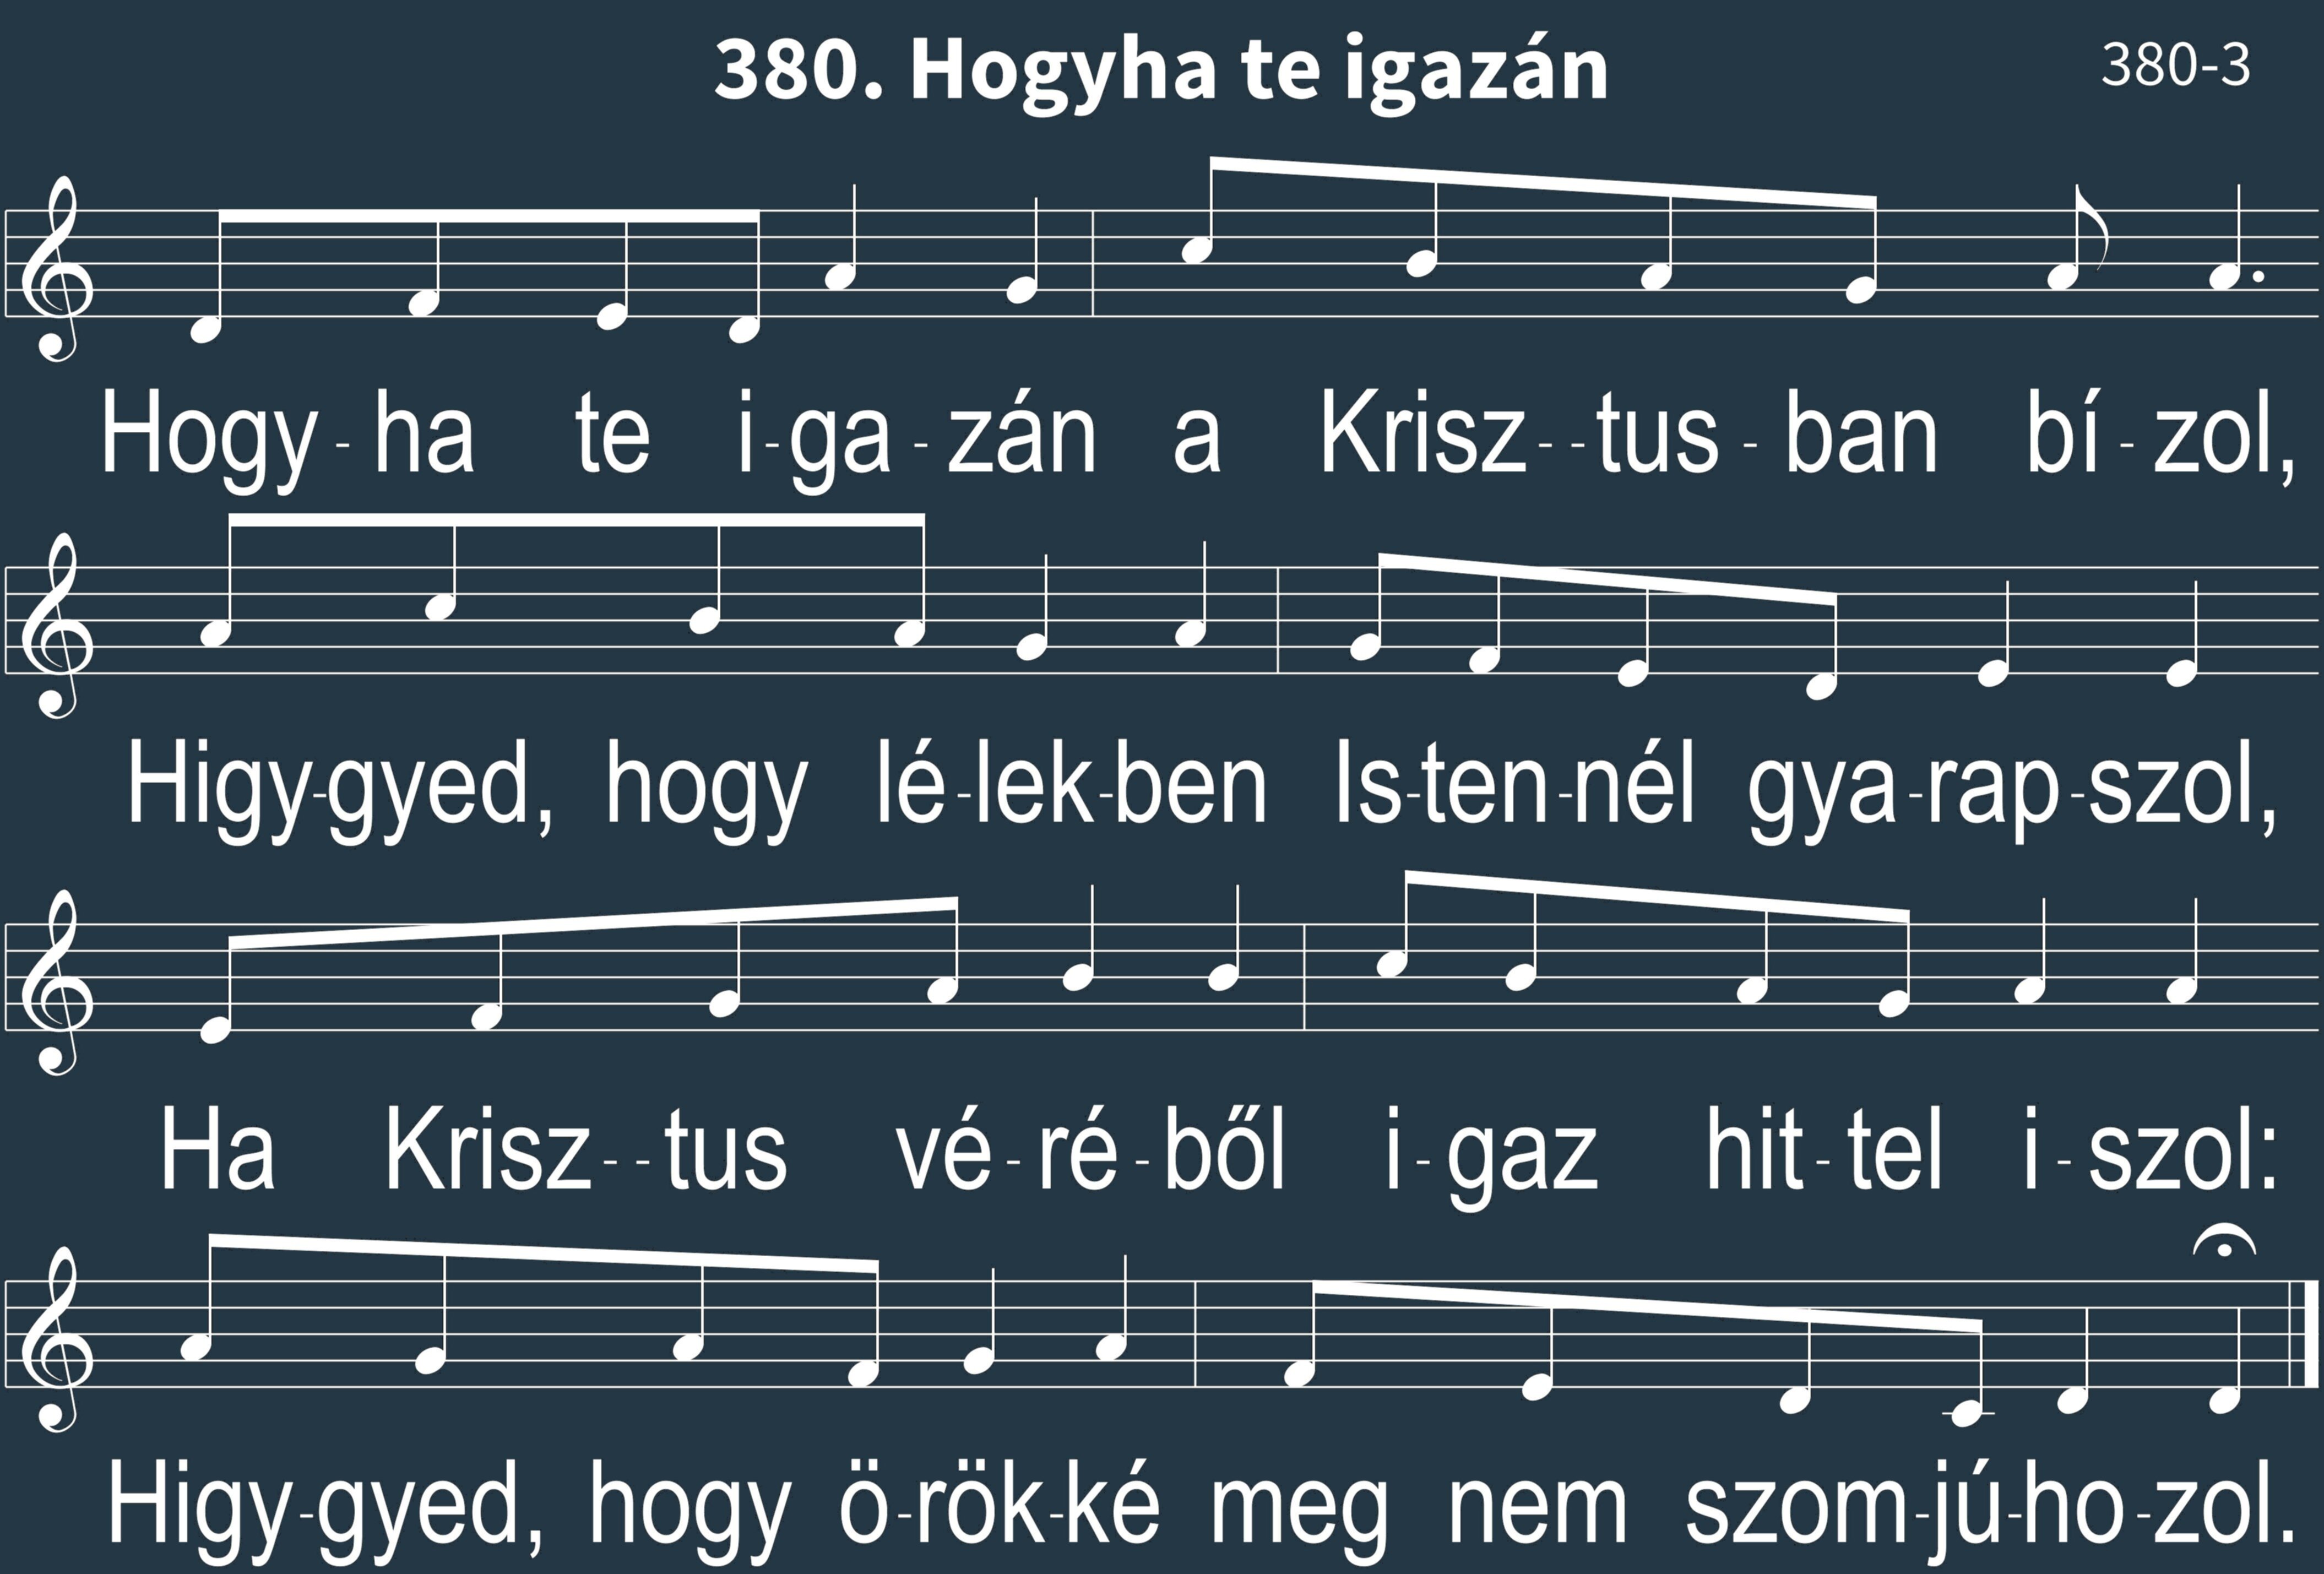 380. Hogyha te igazán
380-3
Hogy-ha te i-ga-zán a Krisz--tus-ban bí-zol,
Higy-gyed, hogy lé-lek-ben Is-ten-nél gya-rap-szol,
Ha Krisz--tus vé-ré-ből i-gaz hit-tel i-szol:
Higy-gyed, hogy ö-rök-ké meg nem szom-jú-ho-zol.